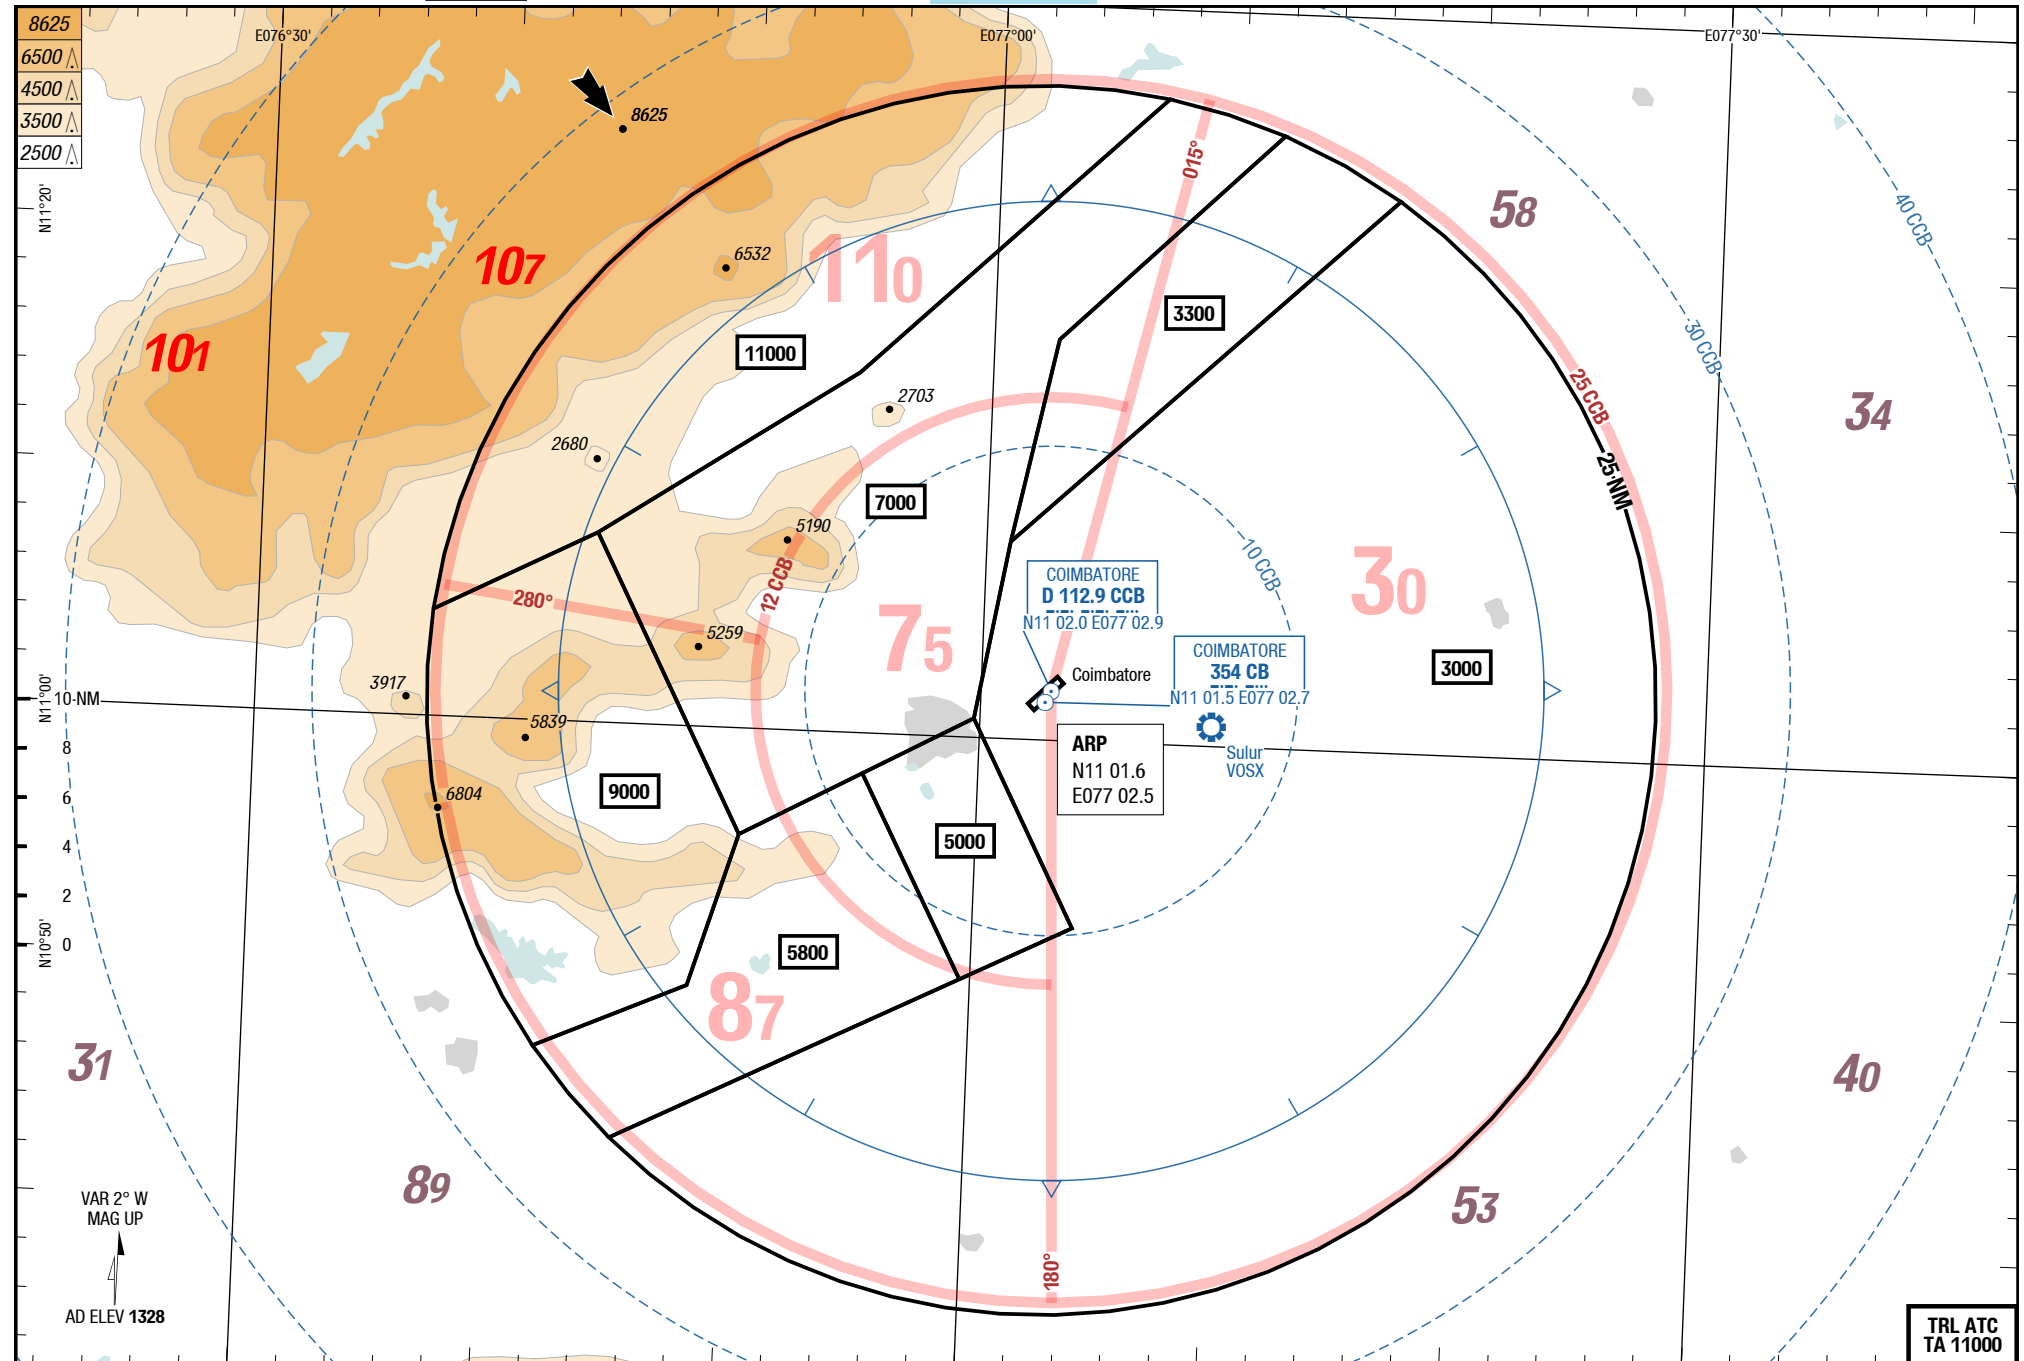 8625
6500
4500
3500
2500
E076°30'
E077°00'
E077°30'
8625
015°
N11°20'
58
40 CCB
107
6532
110
3300
30 CCB
101
11000
25 CCB
34
2703
2680
25 NM
7000
5190
10 CCB
COIMBATORE
D 112.9 CCB
N11 02.0 E077 02.9
30
12 CCB
280°
75
5259
COIMBATORE
354 CB
N11 01.5 E077 02.7
3000
Coimbatore
3917
N11°00'
10 NM
5839
ARP
N11 01.6
E077 02.5
Sulur
VOSX
8
9000
6804
6
4
5000
2
N10°50'
0
5800
87
31
40
89
53
VAR 2° W
MAG UP
180°
AD ELEV 1328
TRL ATC
TA 11000